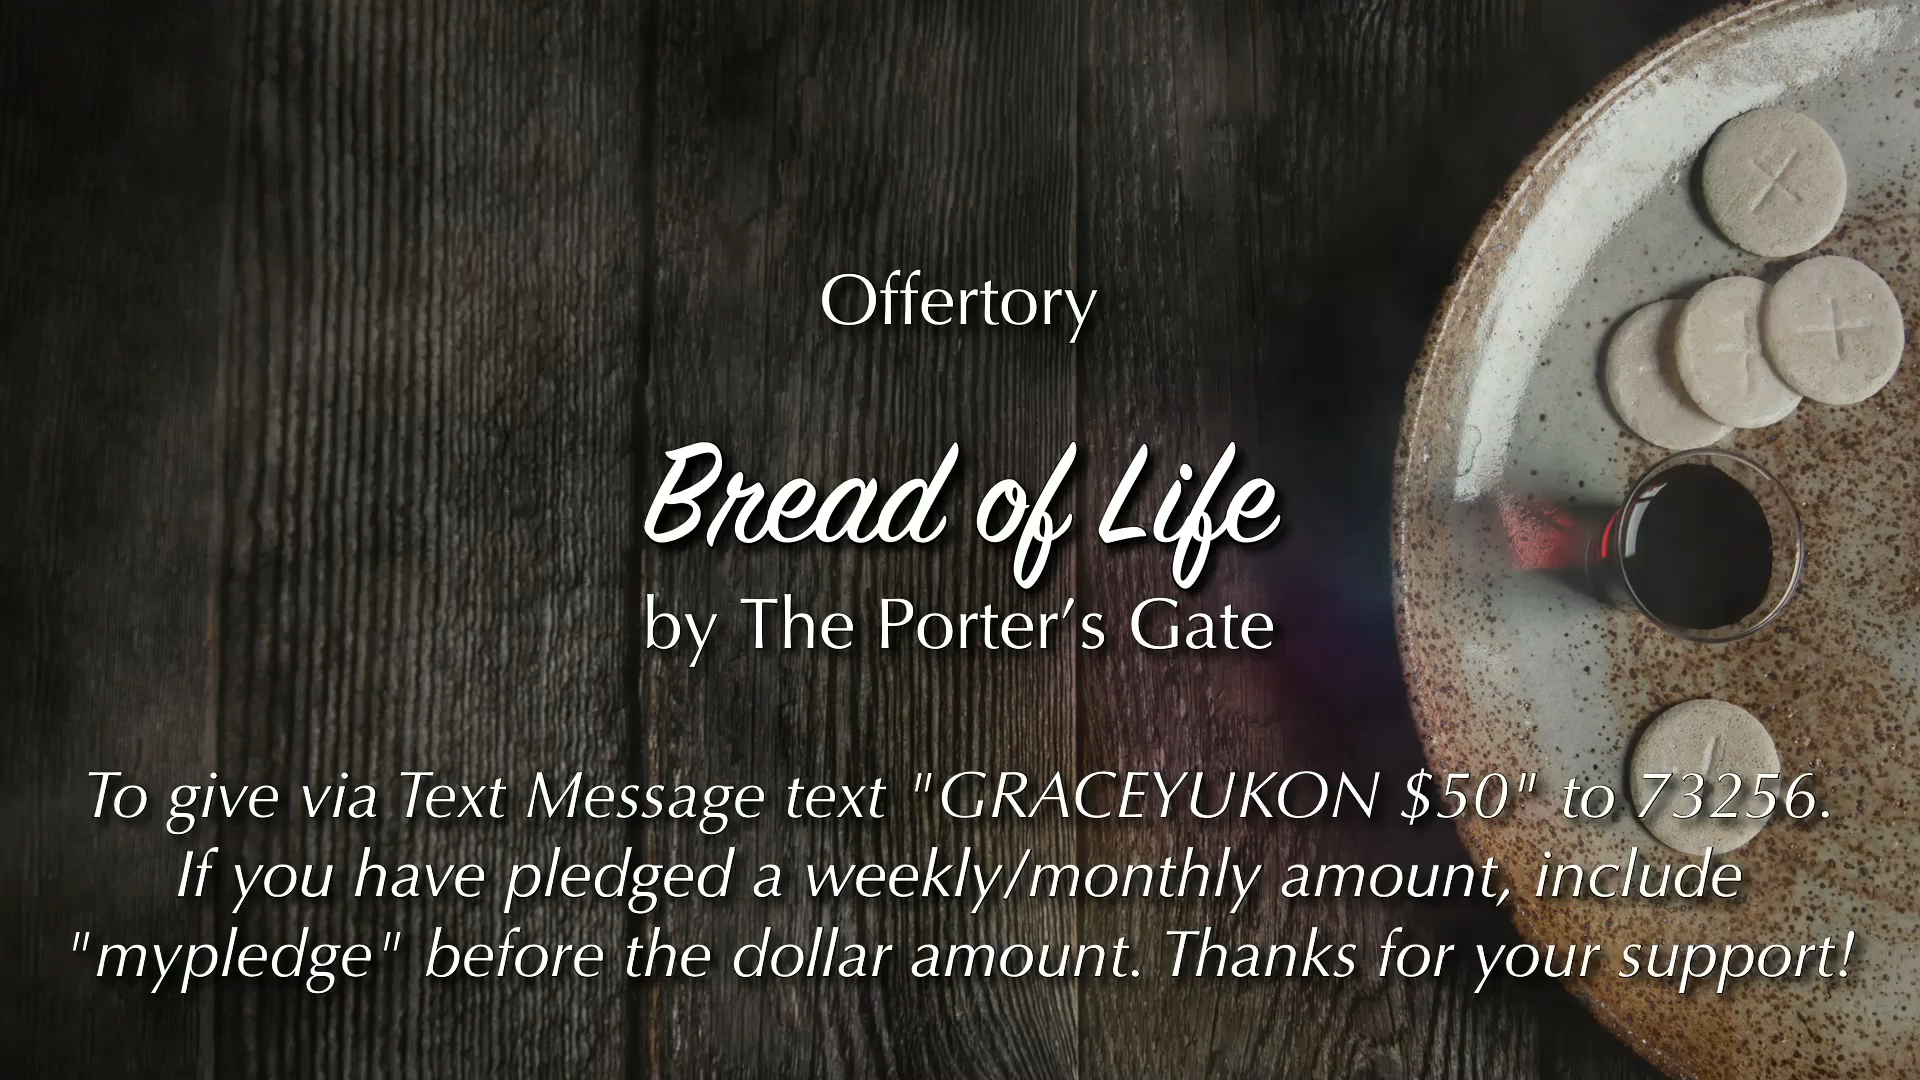 Offertory
Bread of Life
by The Porter’s Gate
To give via Text Message text "GRACEYUKON $50" to 73256.
If you have pledged a weekly/monthly amount, include
"mypledge" before the dollar amount. Thanks for your support!